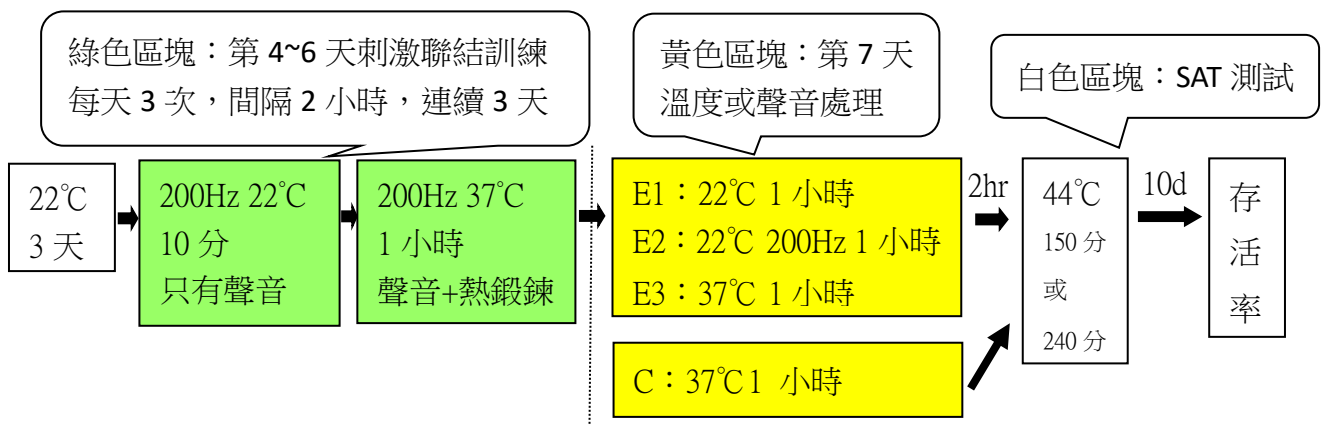 綠色區塊：第 4~6 天刺激聯結訓練
每天 3 次，間隔 2 小時，連續 3 天
黃色區塊：第 7 天
溫度或聲音處理
白色區塊：SAT 測試
22℃
3 天
200Hz 22℃
10 分
只有聲音
200Hz 37℃
1 小時
聲音+熱鍛鍊
E1：22℃ 1 小時
E2：22℃ 200Hz 1 小時
E3：37℃ 1 小時
C：37℃1 小時
2hr
44℃
150 分
或
240 分
10d
存
活
率